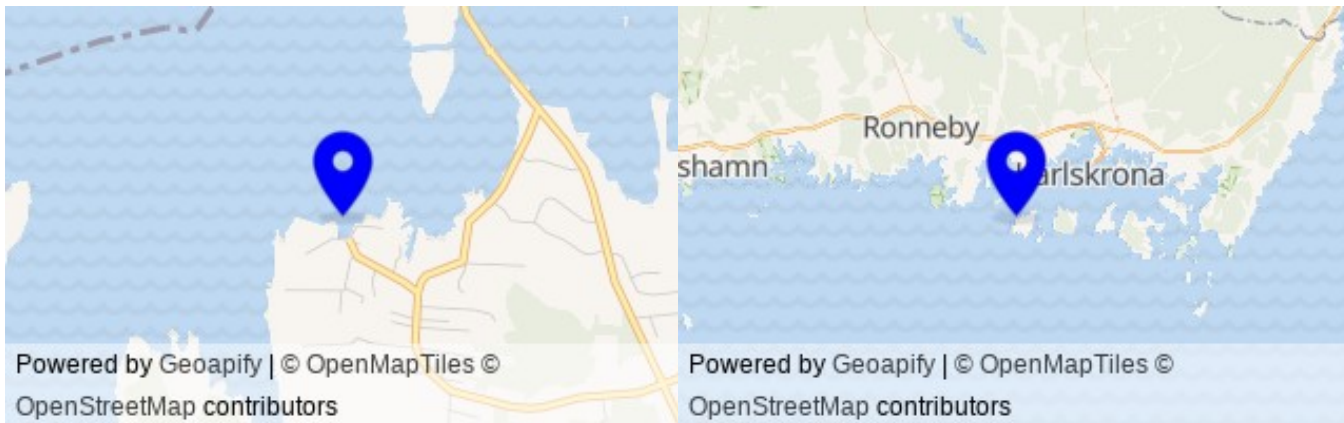 Ronneby
shamn
arlskrona
Powered by Geoapify | © OpenMapTiles ©
OpenStreetMap contributors
Powered by Geoapify | © OpenMapTiles ©
OpenStreetMap contributors